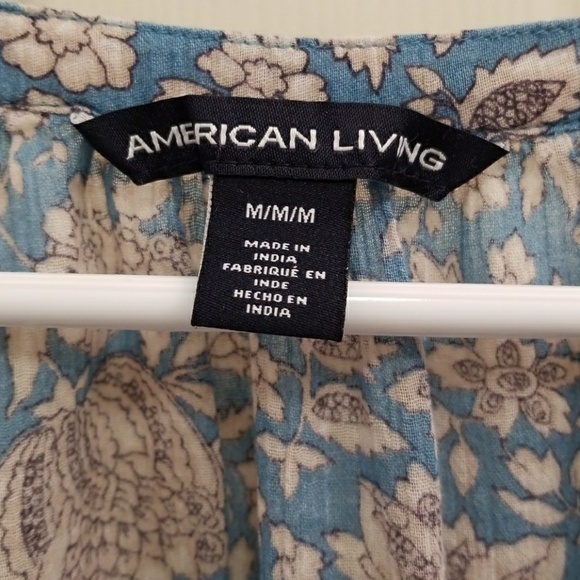 AMERICAN LIVING
M/M/M
MADE IN
INDIA
FABRIQUÉ EN
INDE
HECHO EN
INDIA